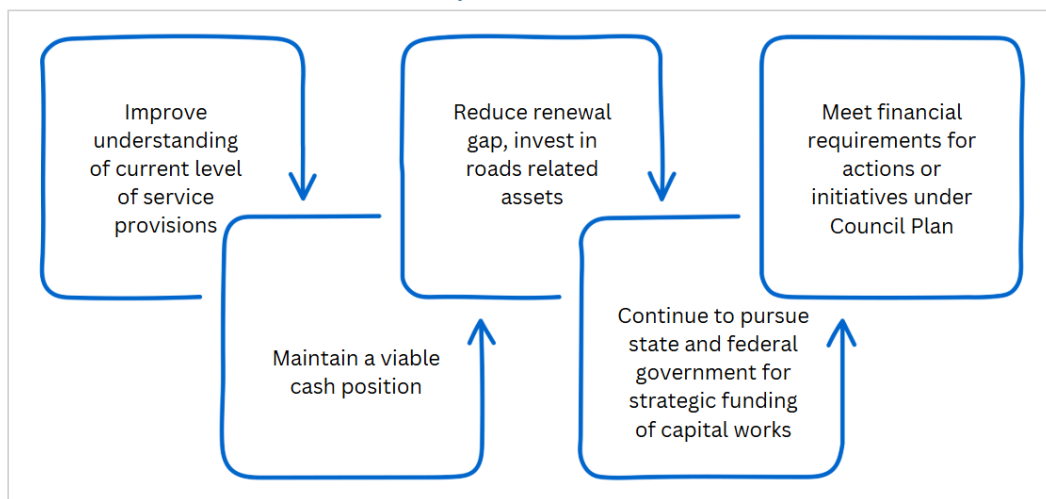 Improve
understanding
of current level
of service
provisions
Maintain a viable
cash position
Reduce renewal
gap, invest in
roads related
assets
Continue to pursue
state and federal
government for
strategic funding
of capital works
Meet financial
requirements for
actions or
initiatives under
Council Plan